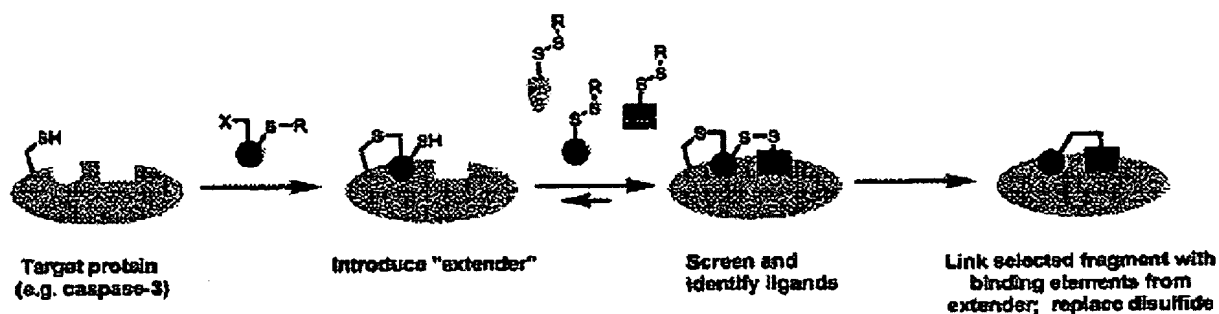 SH
X
S–R
S
SH
R
S
S
R
S
S
R
S
S
S
S
S
Target protein
(e.g. caspase-3)
Introduce "extender"
Screen and
identify ligands
Link selected fragment with
binding elements from
extender; replace disulfide